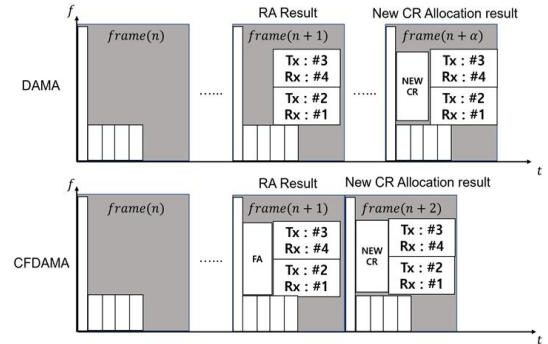 f
RA Result
New CR Allocation result
frame(n)
frame(n + 1)
frame(n + α)
DAMA
......
......
NEW CR
Tx : #3
Rx : #4
Tx : #2
Rx : #1
Tx : #3
Rx : #4
Tx : #2
Rx : #1
t
f
RA Result
New CR Allocation result
frame(n)
frame(n + 1)
frame(n + 2)
CFDAMA
......
FA
Tx : #3
Rx : #4
Tx : #2
Rx : #1
NEW
CR
Tx : #3
Rx : #4
Tx : #2
Rx : #1
t